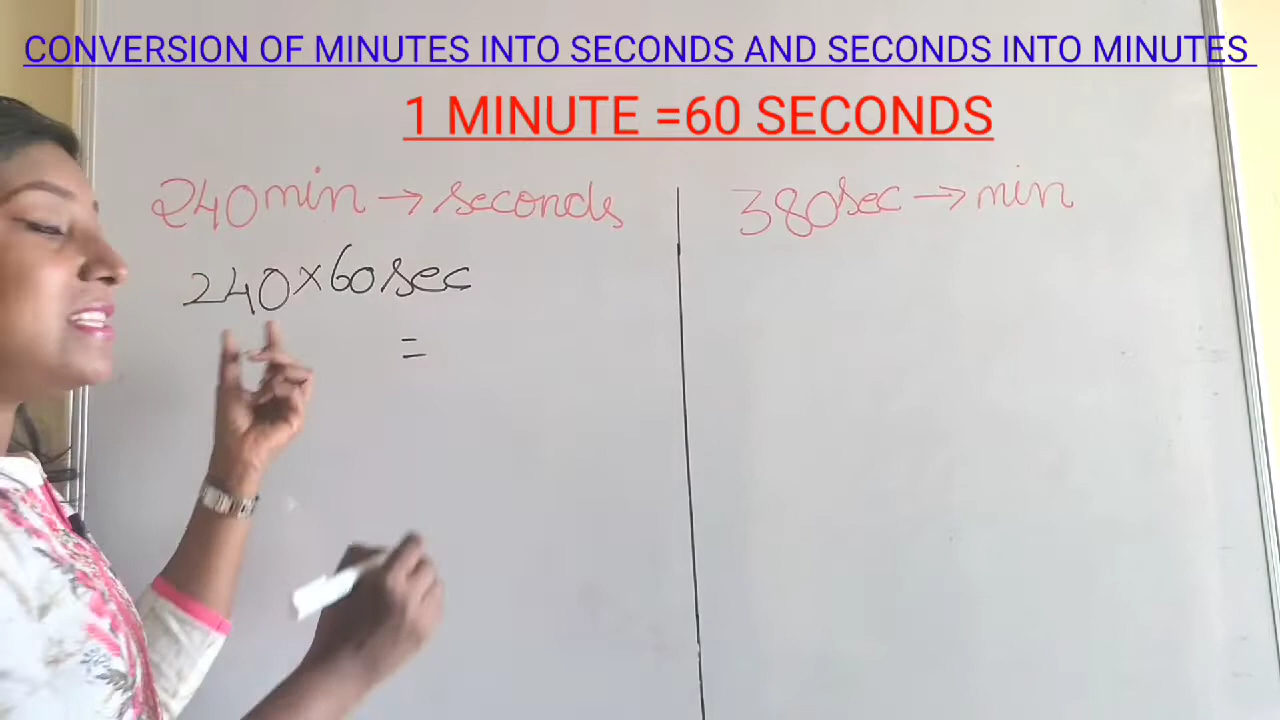 CONVERSION OF MINUTES INTO SECONDS AND SECONDS INTO MINUTES
1 MINUTE =60 SECONDS
240min → seconds
240×60sec
=
380sec → min